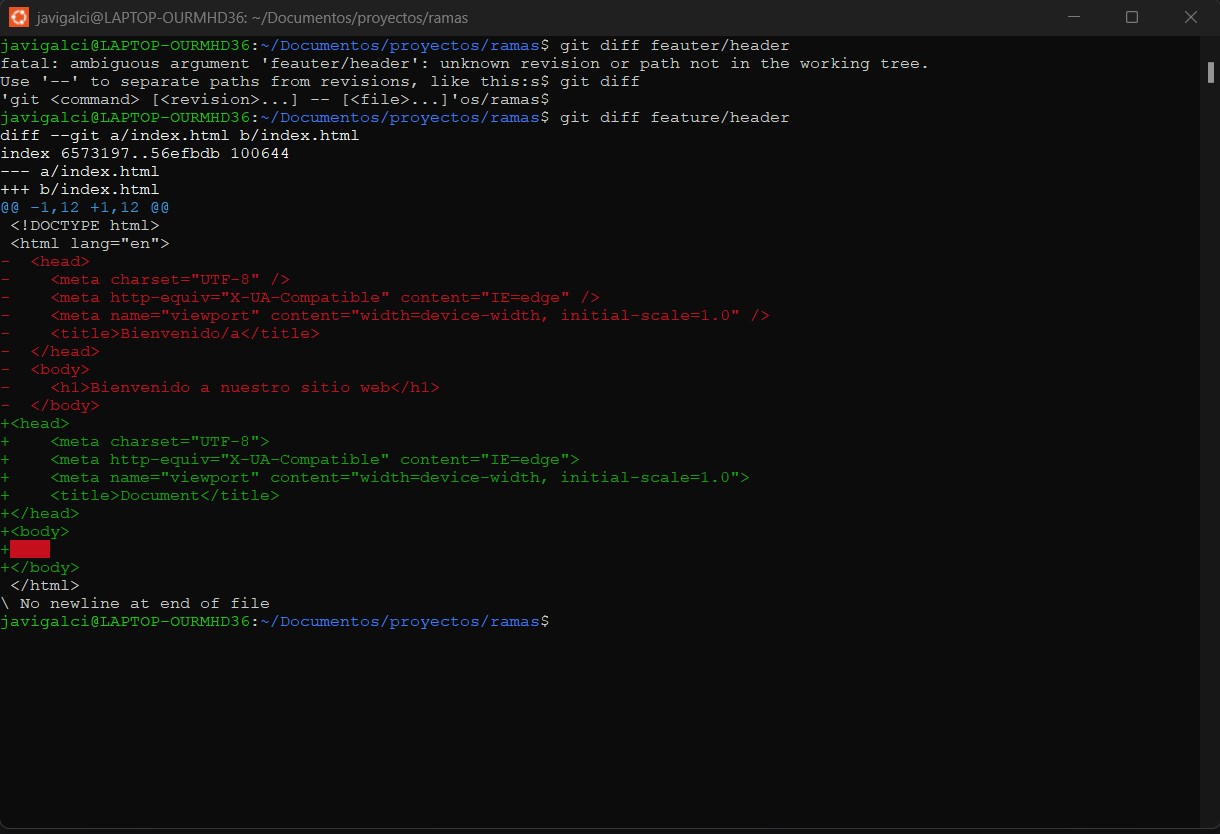 javigalci@LAPTOP-OURMHD36: ~/Documentos/proyectos/ramas
javigalci@LAPTOP-OURMHD36:~/Documentos/proyectos/ramas$ git diff feauter/header
fatal: ambiguous argument 'feauter/header': unknown revision or path not in the working tree.
Use '--' to separate paths from revisions, like this:s$ git diff
'git <command> [<revision>...] -- [<file>...]'os/ramas$
javigalci@LAPTOP-OURMHD36:~/Documentos/proyectos/ramas$ git diff feature/header
diff --git a/index.html b/index.html
index 6573197..56efbdb 100644
--- a/index.html
+++ b/index.html
@@ -1,12 +1,12 @@
 <!DOCTYPE html>
 <html lang="en">
-  <head>
-    <meta charset="UTF-8" />
-    <meta http-equiv="X-UA-Compatible" content="IE=edge" />
-    <meta name="viewport" content="width=device-width, initial-scale=1.0" />
-    <title>Bienvenido/a</title>
-  </head>
-  <body>
-    <h1>Bienvenido a nuestro sitio web</h1>
-  </body>
+<head>
+    <meta charset="UTF-8">
+    <meta http-equiv="X-UA-Compatible" content="IE=edge">
+    <meta name="viewport" content="width=device-width, initial-scale=1.0">
+    <title>Document</title>
+</head>
+<body>
+
+</body>
 </html>
\ No newline at end of file
javigalci@LAPTOP-OURMHD36:~/Documentos/proyectos/ramas$